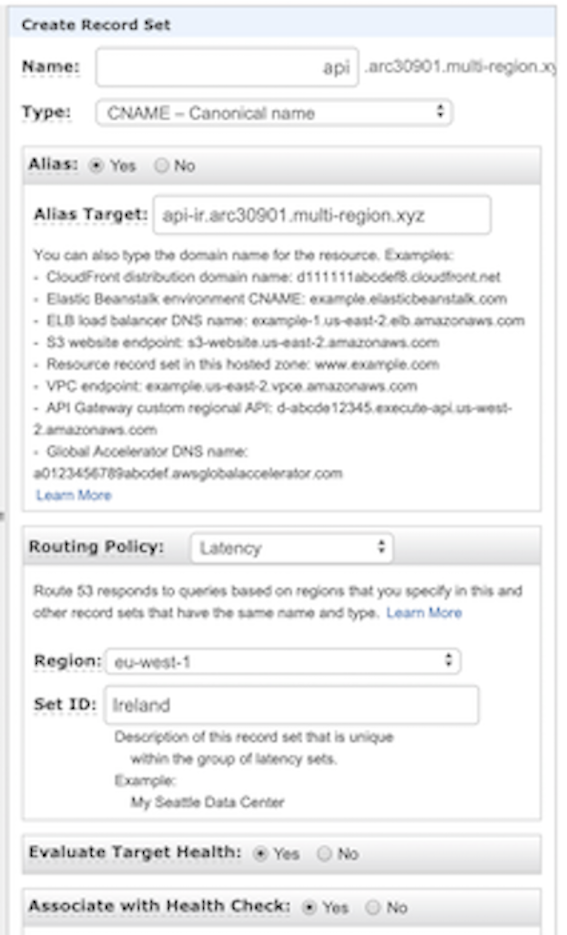 Create Record Set
Name: api .arc30901.multi-region.xy
Type: CNAME – Canonical name
Alias: Yes No
Alias Target: api-ir.arc30901.multi-region.xyz
You can also type the domain name for the resource. Examples:
- CloudFront distribution domain name: d111111abcdef8.cloudfront.net
- Elastic Beanstalk environment CNAME: example.elasticbeanstalk.com
- ELB load balancer DNS name: example-1.us-east-2.elb.amazonaws.com
- S3 website endpoint: s3-website.us-east-2.amazonaws.com
- Resource record set in this hosted zone: www.example.com
- VPC endpoint: example.us-east-2.vpce.amazonaws.com
- API Gateway custom regional API: d-abcde12345.execute-api.us-west-
2.amazonaws.com
- Global Accelerator DNS name:
a0123456789abcdef.awsglobalaccelerator.com
Learn More
Routing Policy: Latency
Route 53 responds to queries based on regions that you specify in this and
other record sets that have the same name and type. Learn More
Region: eu-west-1
Set ID: Ireland
Description of this record set that is unique
within the group of latency sets.
Example:
My Seattle Data Center
Evaluate Target Health: Yes No
Associate with Health Check: Yes No